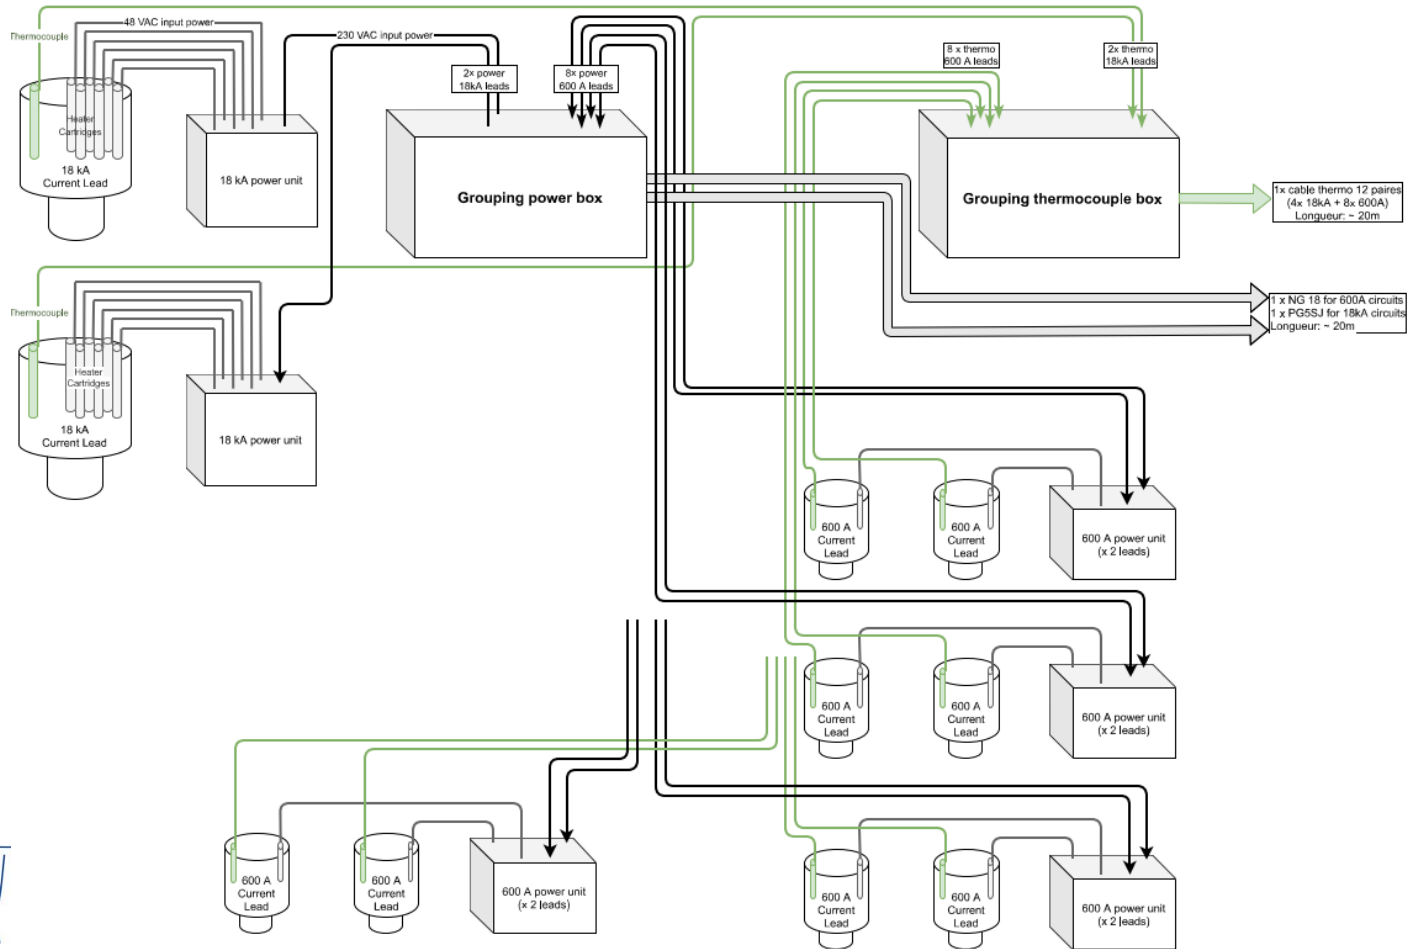 48 VAC input power
Thermocouple
Heater
Cartridges
18 kA
Current Lead
18 kA power unit
230 VAC input power
2x power
18kA leads
8x power
600 A leads
Grouping power box
8 x thermo
600 A leads
2x thermo
18kA leads
Grouping thermocouple box
1x cable thermo 12 paires
(4x 18kA + 8x 600A)
Longueur: ~ 20m
1 x NG 18 for 600A circuits
1 x PG5SJ for 18kA circuits
Longueur: ~ 20m
Thermocouple
Heater
Cartridges
18 kA
Current Lead
18 kA power unit
600 A
Current
Lead
600 A
Current
Lead
600 A power unit
(x 2 leads)
600 A
Current
Lead
600 A
Current
Lead
600 A power unit
(x 2 leads)
600 A
Current
Lead
600 A
Current
Lead
600 A power unit
(x 2 leads)
600 A
Current
Lead
600 A
Current
Lead
600 A power unit
(x 2 leads)